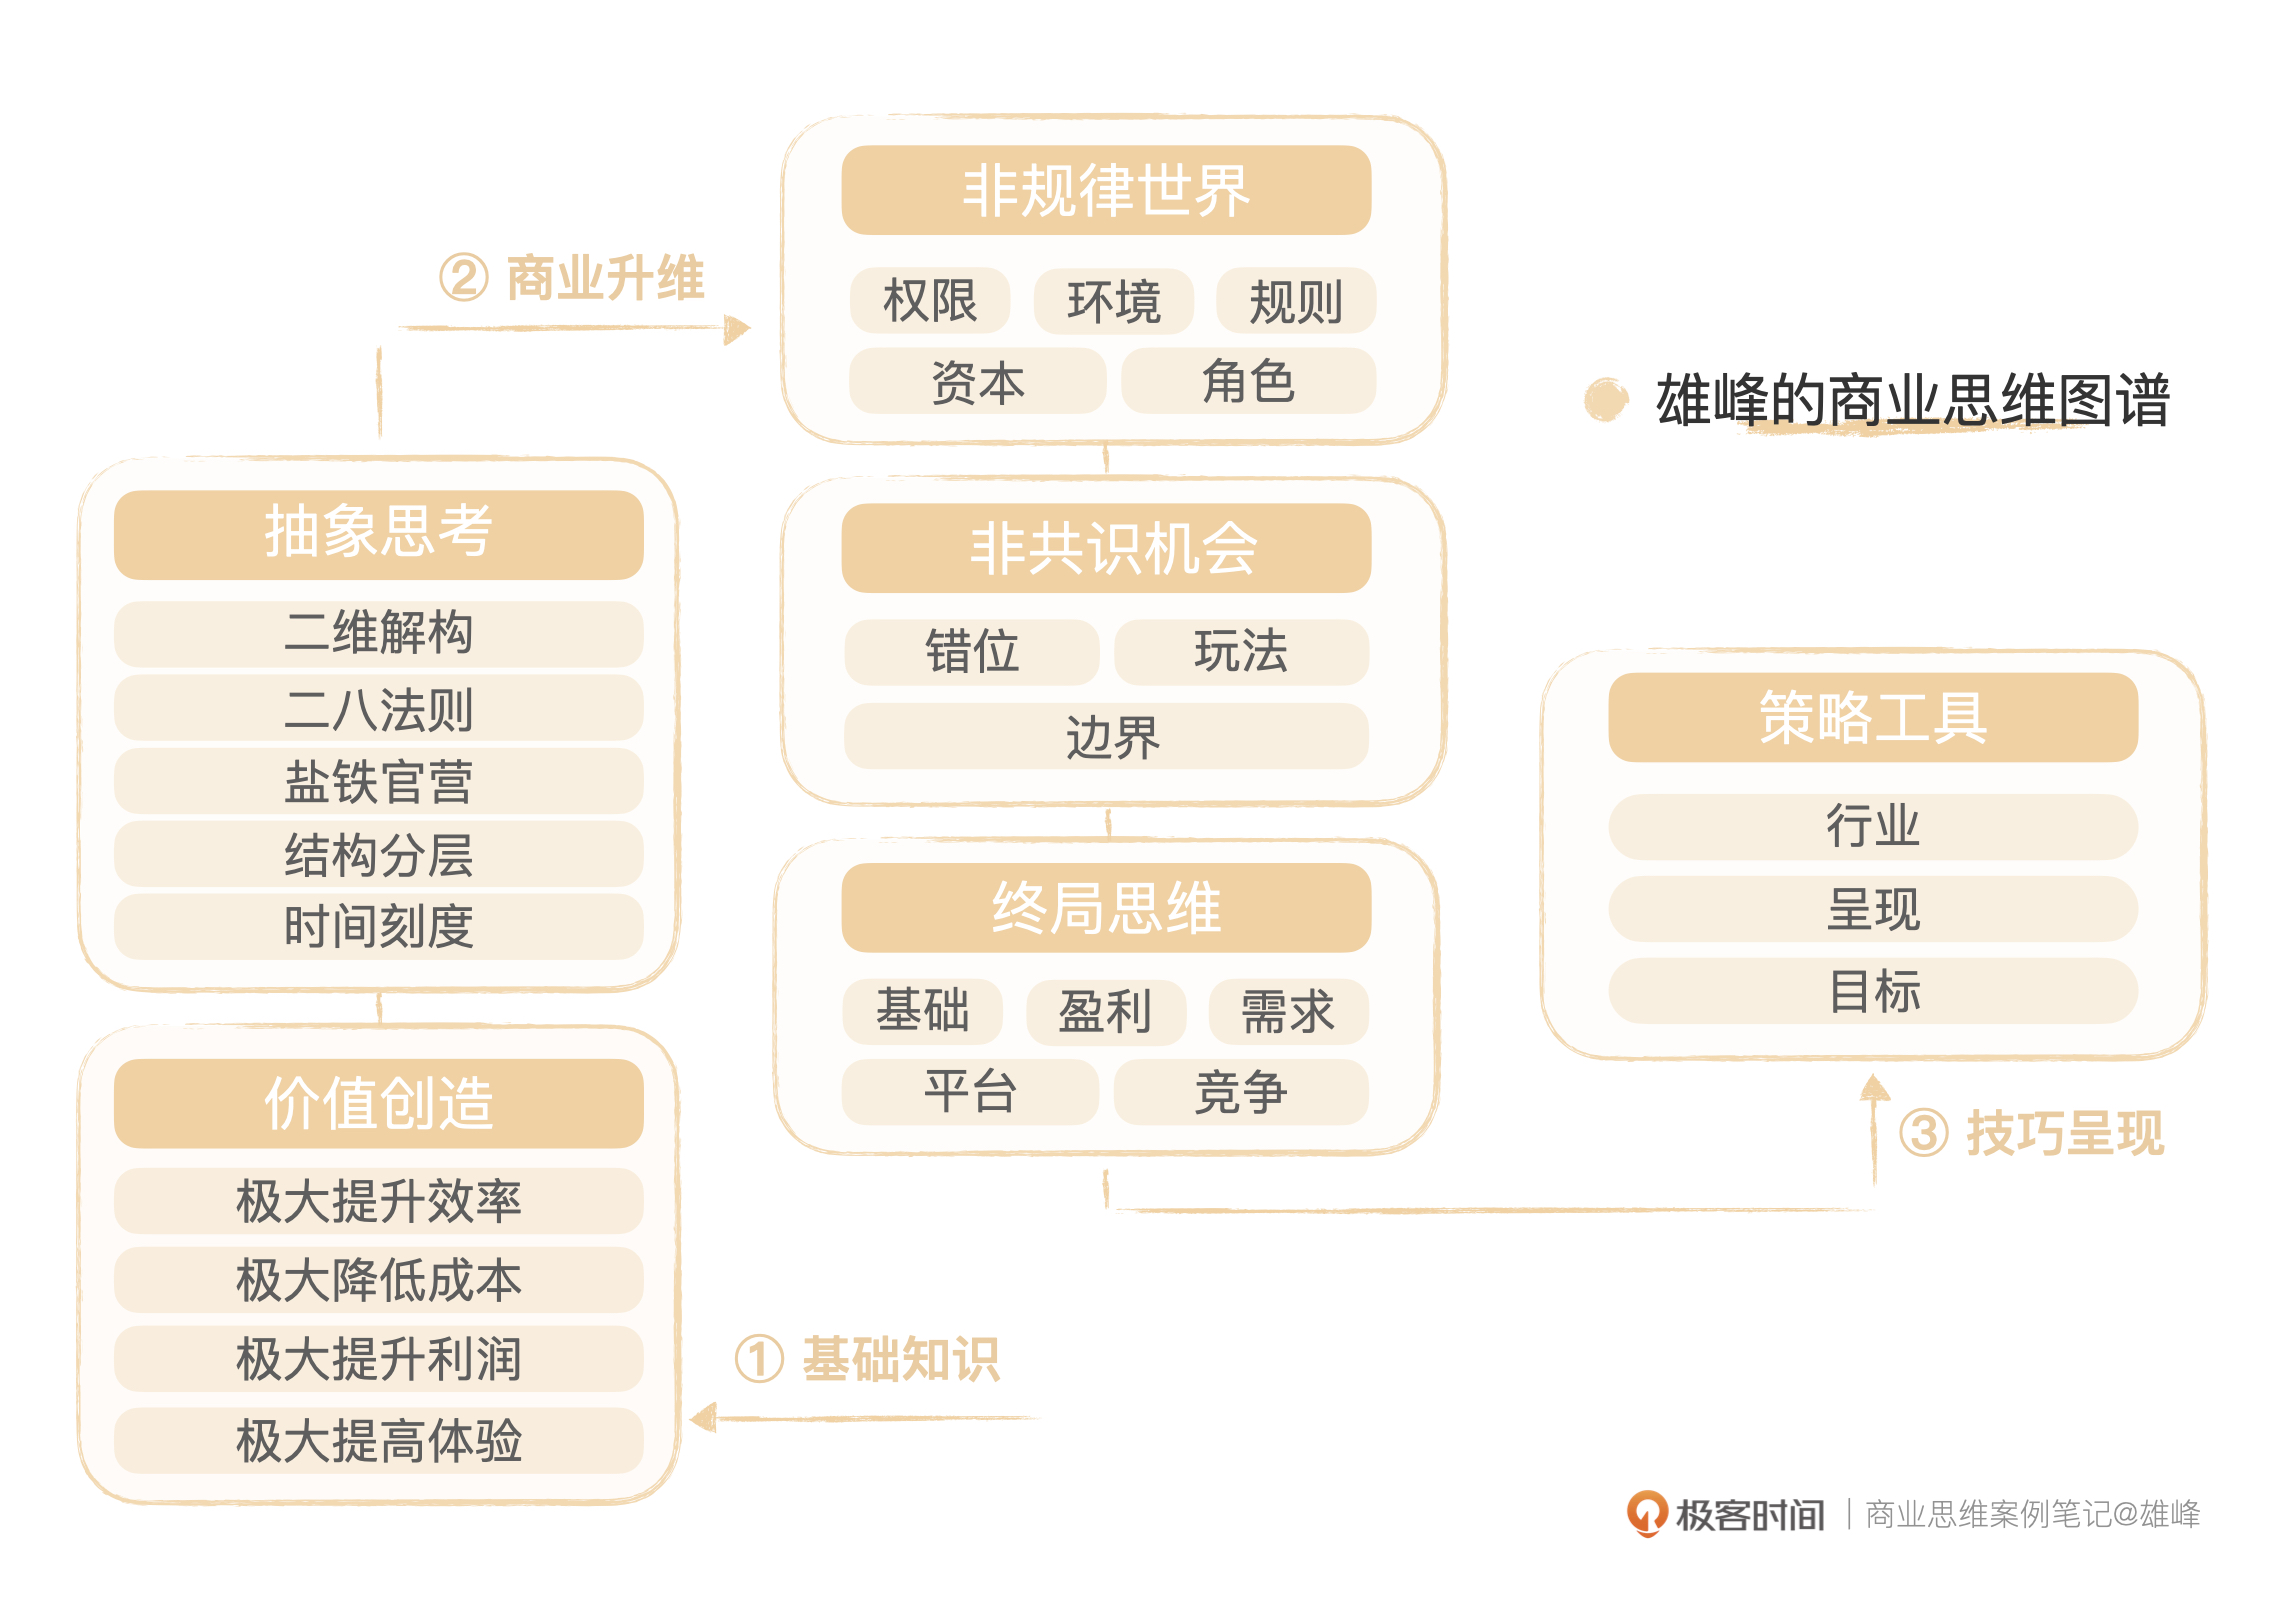 雄峰的商业思维图谱
① 基础知识
价值创造
极大提升效率
极大降低成本
极大提升利润
极大提高体验
抽象思考
二维解构
二八法则
盐铁官营
结构分层
时间刻度
② 商业升维
非规律世界
权限 环境 规则
资本 角色
非共识机会
错位 玩法
边界
终局思维
基础 盈利 需求
平台 竞争
③ 技巧呈现
策略工具
行业
呈现
目标
极客时间 | 商业思维案例笔记@雄峰